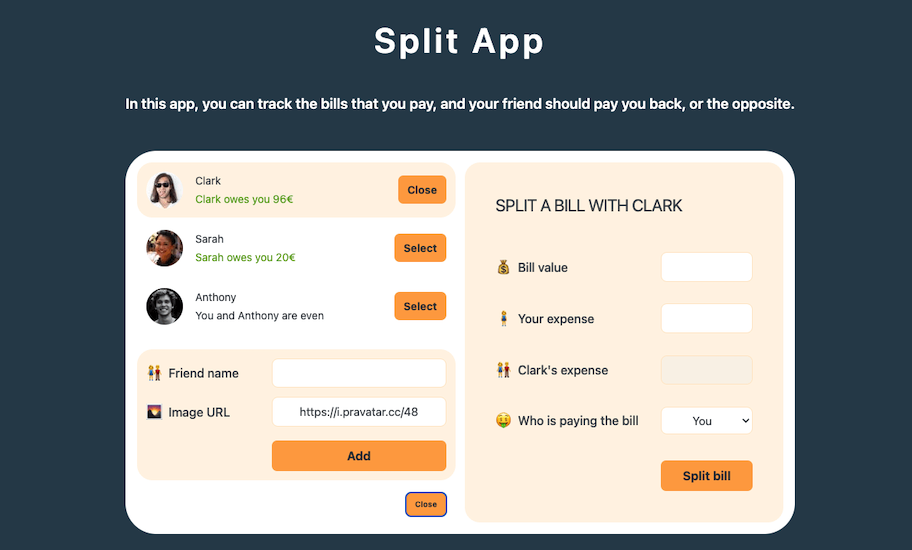 Split App
In this app, you can track the bills that you pay, and your friend should pay you back, or the opposite.
Clark
Clark owes you 96€
Close
Sarah
Sarah owes you 20€
Select
Anthony
You and Anthony are even
Select
Friend name
Image URL
https://i.pravatar.cc/48
Add
Close
SPLIT A BILL WITH CLARK
Bill value
Your expense
Clark's expense
Who is paying the bill
You
Split bill